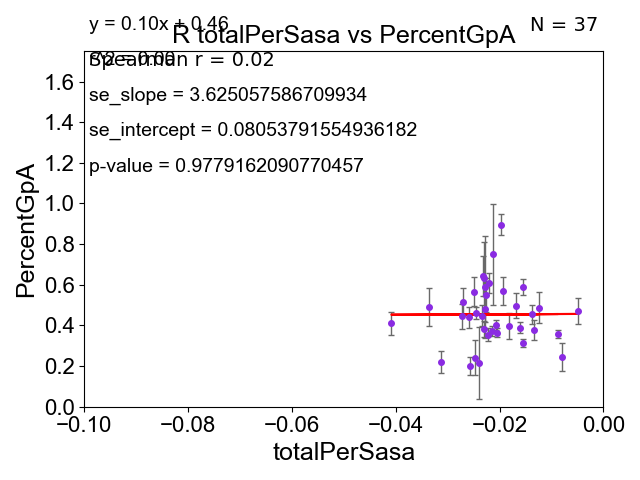 y = 0.10x + 0.46
N = 37
R totalPerSasa vs PercentGpA
Spearman r = 0.02
se_slope = 3.625057586709934
se_intercept = 0.08053791554936182
p-value = 0.9779162090770457
PercentGpA
1.6
1.4
1.2
1.0
0.8
0.6
0.4
0.2
0.0
−0.10
−0.08
−0.06
−0.04
−0.02
0.00
totalPerSasa